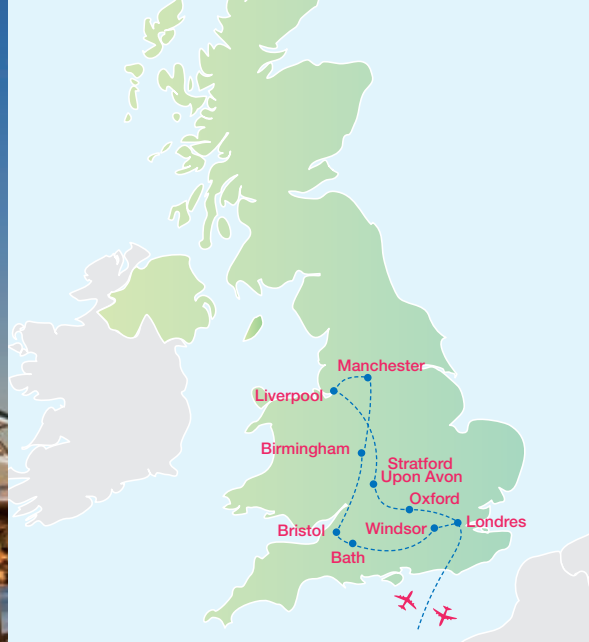 Manchester
Liverpool
Birmingham
Stratford
Upon Avon
Oxford
Londres
Windsor
Bristol
Bath